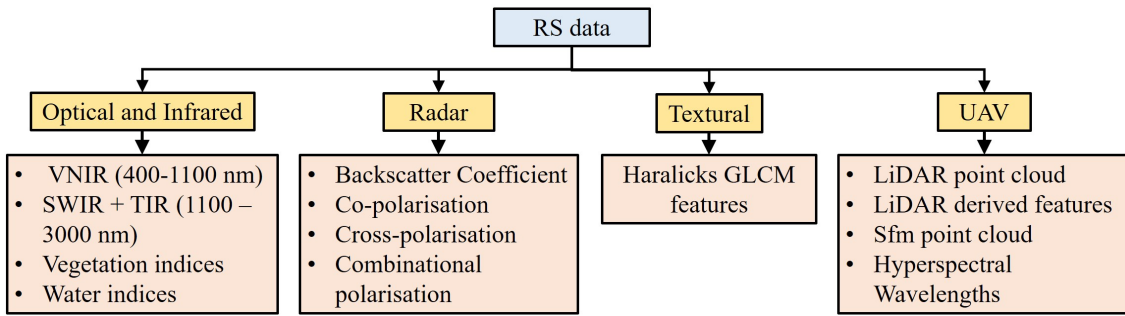 RS data
Optical and Infrared
Radar
Textural
UAV
• VNIR (400-1100 nm)
• SWIR + TIR (1100 –
3000 nm)
• Vegetation indices
• Water indices
• Backscatter Coefficient
• Co-polarisation
• Cross-polarisation
• Combinational
polarisation
Haralicks GLCM
features
• LiDAR point cloud
• LiDAR derived features
• Sfm point cloud
• Hyperspectral
Wavelengths